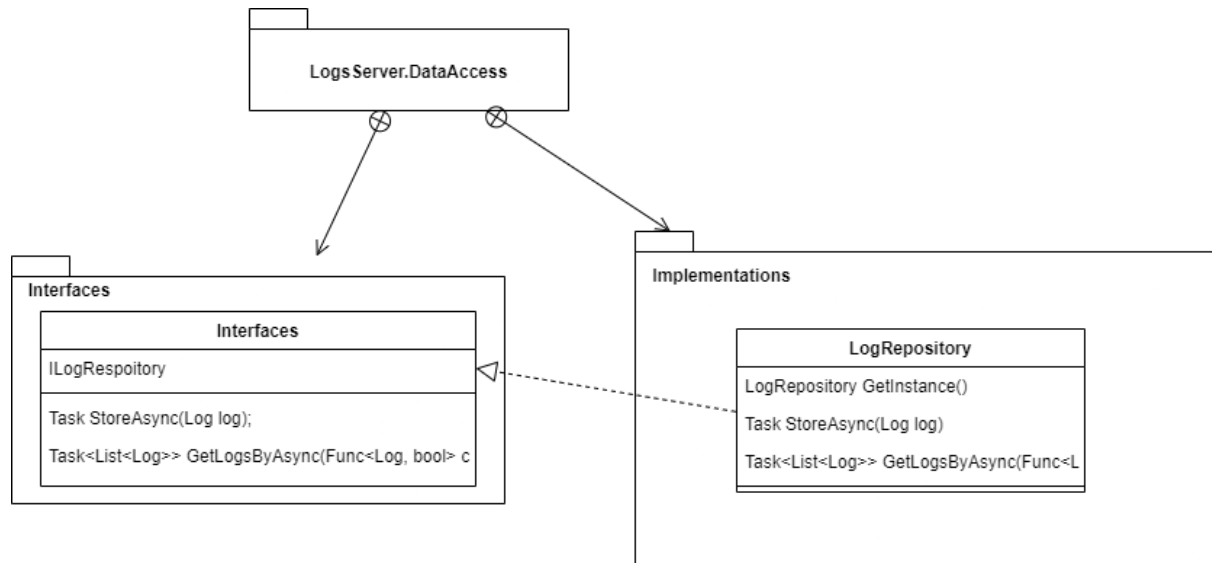 LogsServer.DataAccess
Interfaces
Interfaces
ILogRespoitory
Task StoreAsync(Log log);
Task<List<Log>> GetLogsByAsync(Func<Log, bool> c
Implementations
LogRepository
LogRepository GetInstance()
Task StoreAsync(Log log)
Task<List<Log>> GetLogsByAsync(Func<L